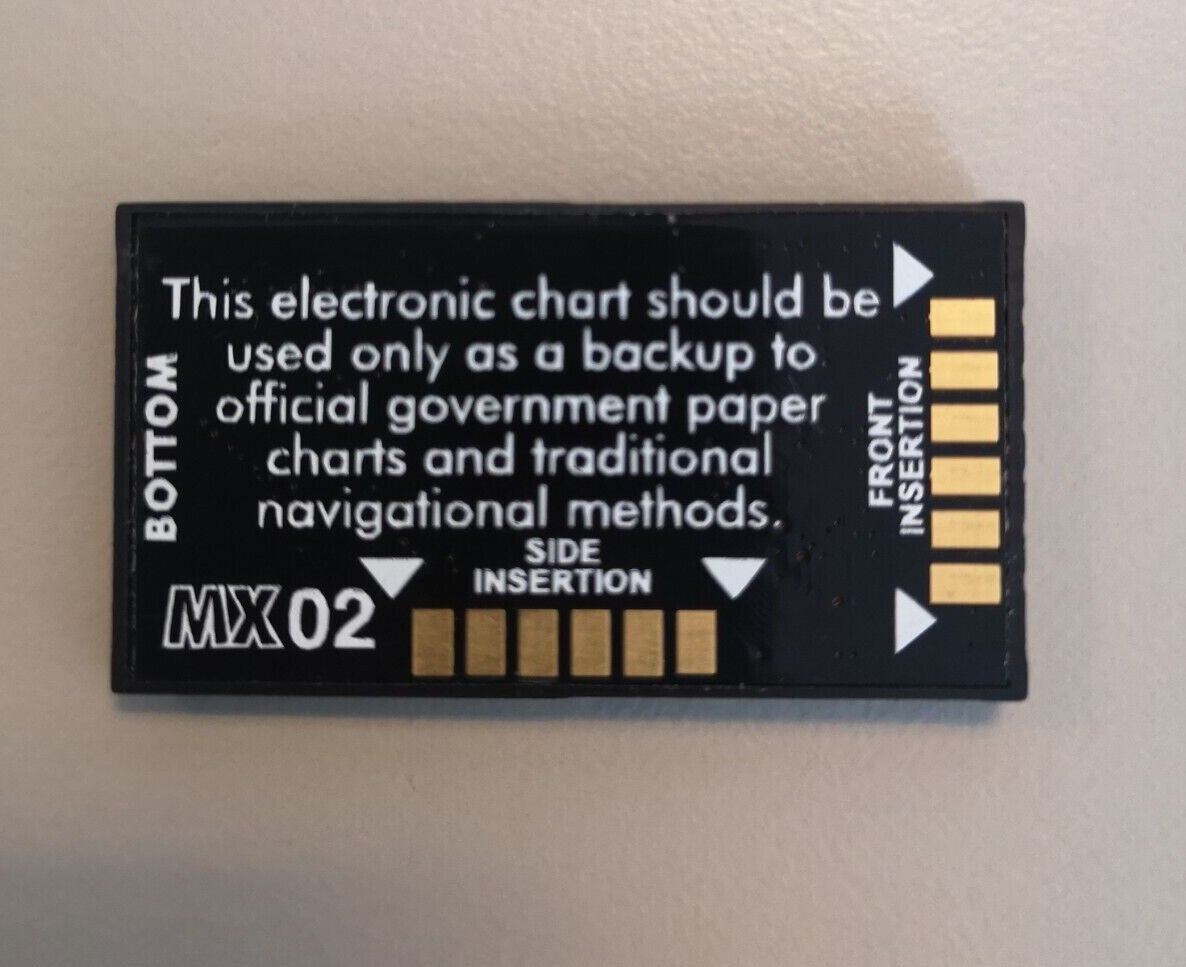 This electronic chart should be
used only as a backup to
official government paper
charts and traditional
navigational methods.
BOTTOM
FRONT
INSERTION
SIDE
INSERTION
MX02